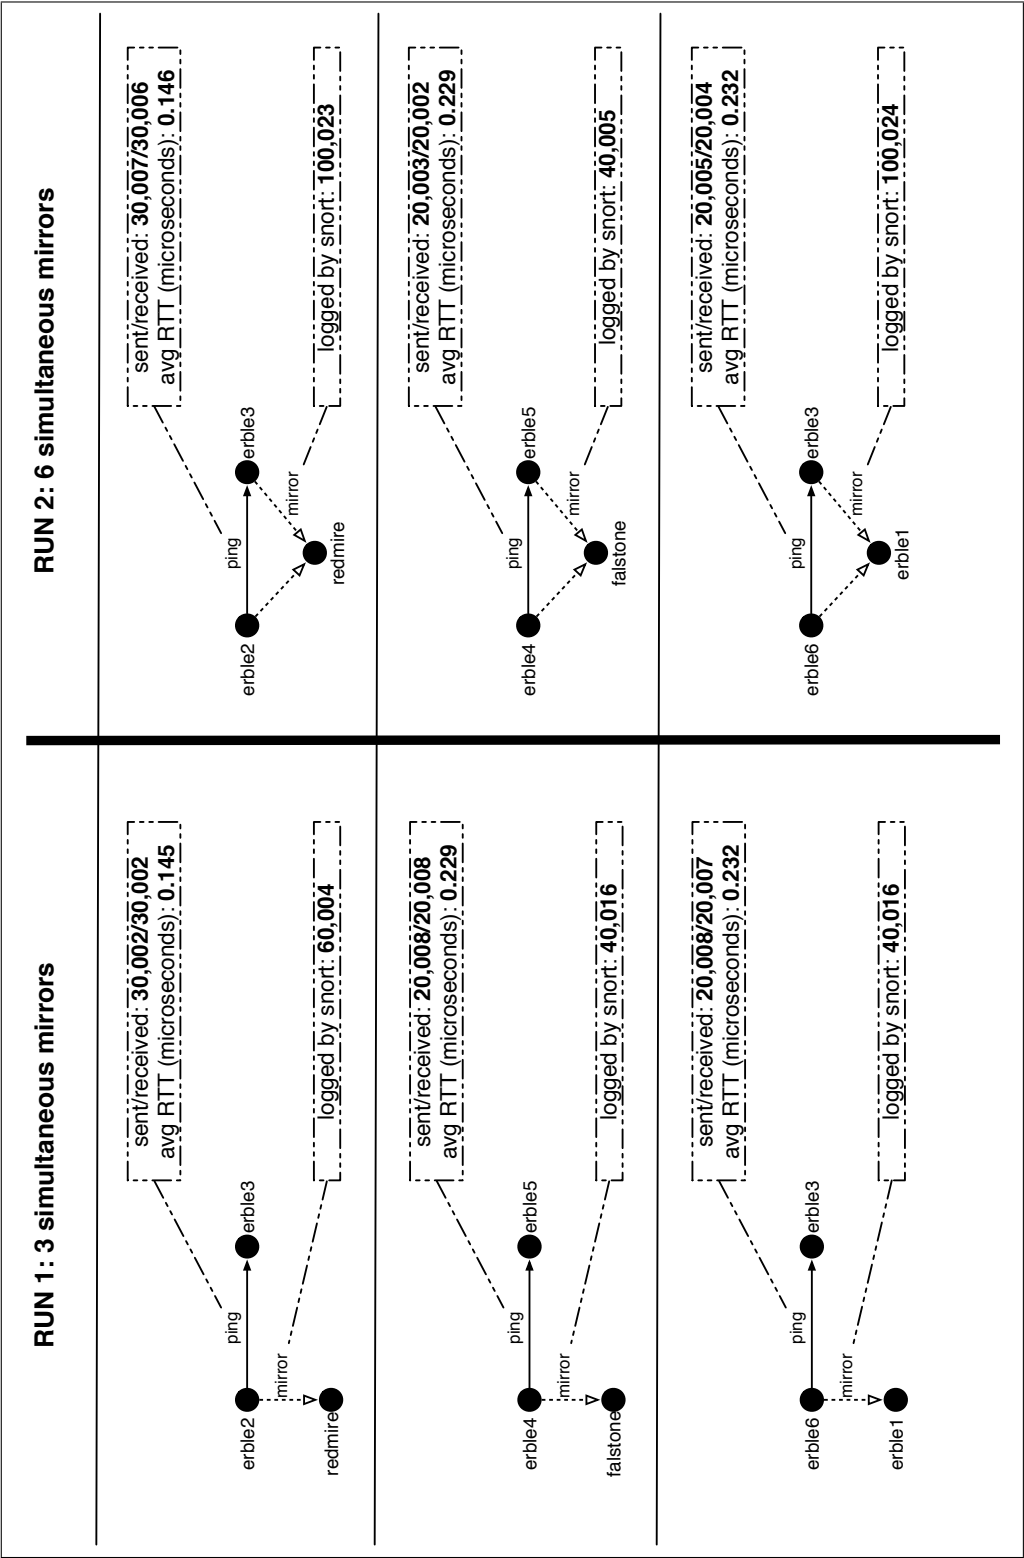 RUN 1: 3 simultaneous mirrors
sent/received: 30,002/30,002
avg RTT (microseconds): 0.145
ping
erble2
erble3
mirror
redmire
logged by snort: 60,004
sent/received: 20,008/20,008
avg RTT (microseconds): 0.229
ping
erble4
erble5
mirror
falstone
logged by snort: 40,016
sent/received: 20,008/20,007
avg RTT (microseconds): 0.232
ping
erble6
erble3
mirror
erble1
logged by snort: 40,016
RUN 2: 6 simultaneous mirrors
sent/received: 30,007/30,006
avg RTT (microseconds): 0.146
ping
erble2
erble3
mirror
redmire
logged by snort: 100,023
sent/received: 20,003/20,002
avg RTT (microseconds): 0.229
ping
erble4
erble5
mirror
falstone
logged by snort: 40,005
sent/received: 20,005/20,004
avg RTT (microseconds): 0.232
ping
erble6
erble3
mirror
erble1
logged by snort: 100,024